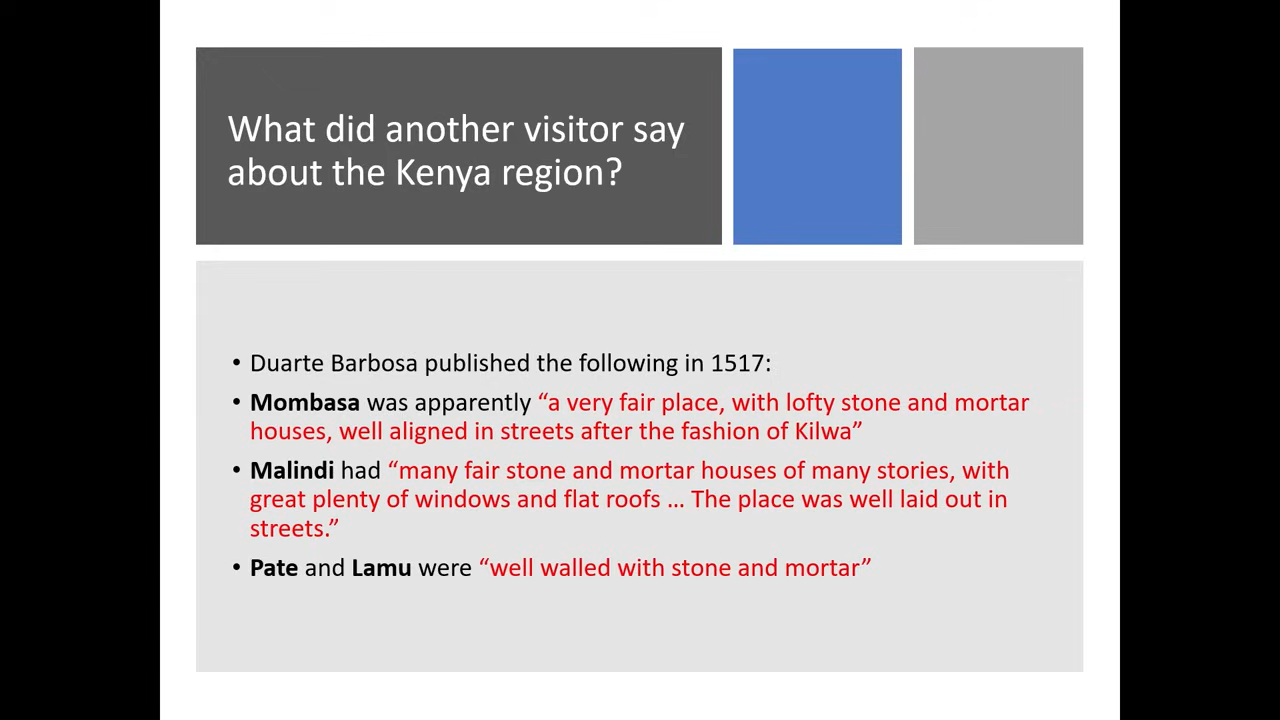 What did another visitor say
about the Kenya region?
• Duarte Barbosa published the following in 1517:
• Mombasa was apparently “a very fair place, with lofty stone and mortar
houses, well aligned in streets after the fashion of Kilwa”
• Malindi had “many fair stone and mortar houses of many stories, with
great plenty of windows and flat roofs … The place was well laid out in
streets.”
• Pate and Lamu were “well walled with stone and mortar”